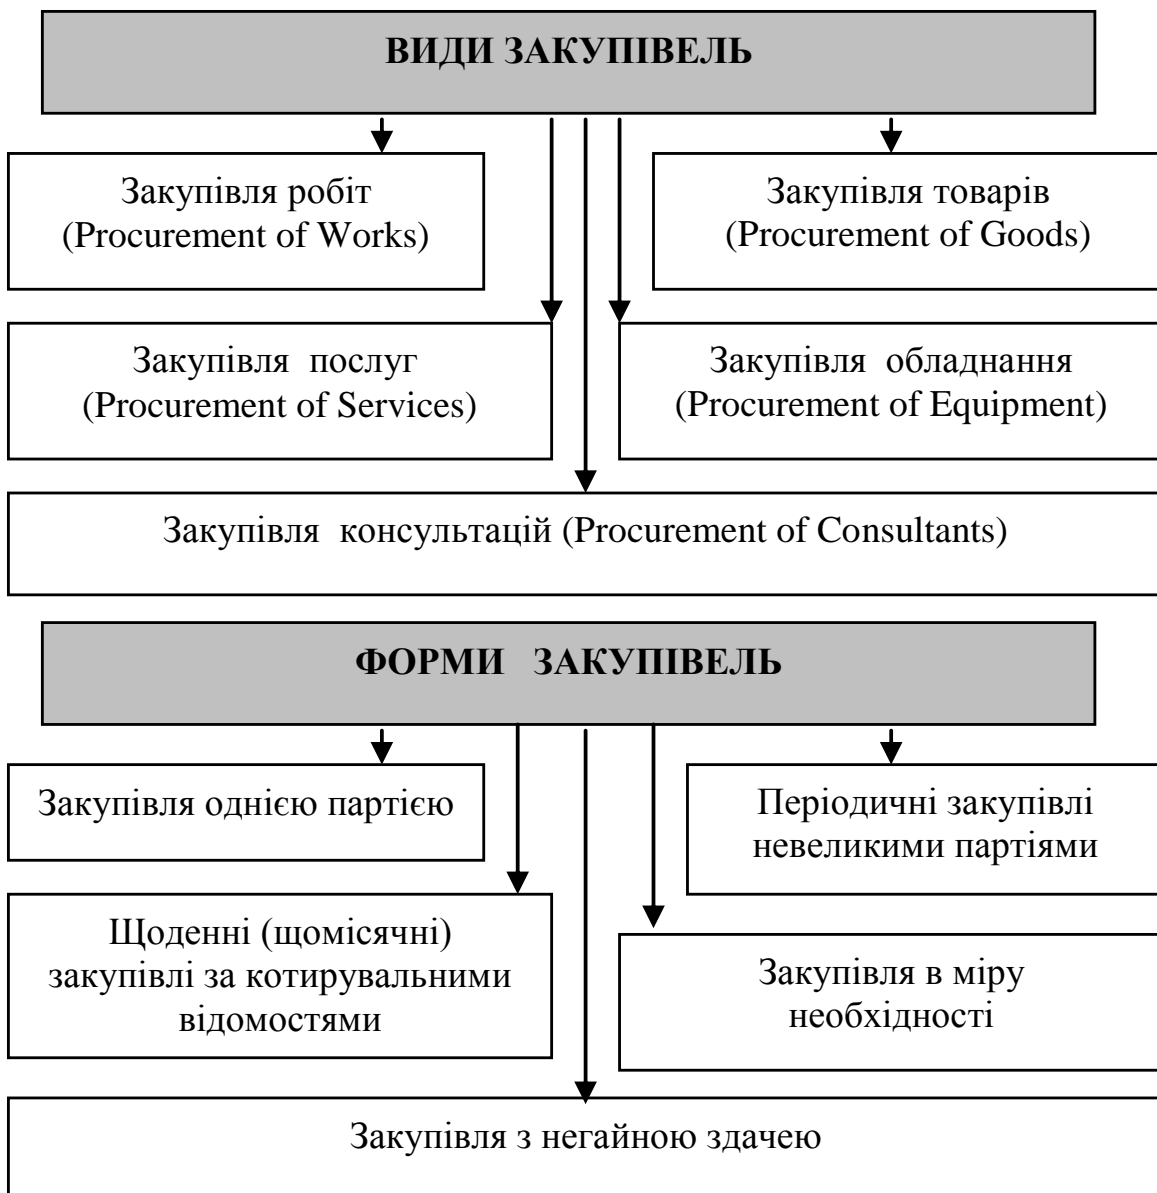 ВИДИ ЗАКУПІВЕЛЬ
Закупівля робіт
(Procurement of Works)
Закупівля товарів
(Procurement of Goods)
Закупівля послуг
(Procurement of Services)
Закупівля обладнання
(Procurement of Equipment)
Закупівля консультацій (Procurement of Consultants)
ФОРМИ ЗАКУПІВЕЛЬ
Закупівля однією партією
Періодичні закупівлі
невеликими партіями
Щоденні (щомісячні)
закупівлі за котирувальними
відомостями
Закупівля в міру
необхідності
Закупівля з негайною здачею